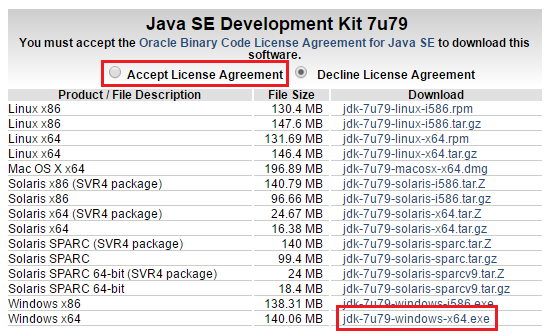 Java SE Development Kit 7u79
You must accept the Oracle Binary Code License Agreement for Java SE to download this
software.
Accept License Agreement Decline License Agreement
Product / File Description File Size Download
Linux x86 130.4 MB jdk-7u79-linux-i586.rpm
Linux x86 147.6 MB jdk-7u79-linux-i586.tar.gz
Linux x64 131.69 MB jdk-7u79-linux-x64.rpm
Linux x64 146.4 MB jdk-7u79-linux-x64.tar.gz
Mac OS X x64 196.89 MB jdk-7u79-macosx-x64.dmg
Solaris x86 (SVR4 package) 140.79 MB jdk-7u79-solaris-i586.tar.Z
Solaris x86 96.66 MB jdk-7u79-solaris-i586.tar.gz
Solaris x64 (SVR4 package) 24.67 MB jdk-7u79-solaris-x64.tar.Z
Solaris x64 16.38 MB jdk-7u79-solaris-x64.tar.gz
Solaris SPARC (SVR4 package) 140 MB jdk-7u79-solaris-sparc.tar.Z
Solaris SPARC 99.4 MB jdk-7u79-solaris-sparc.tar.gz
Solaris SPARC 64-bit (SVR4 package) 24 MB jdk-7u79-solaris-sparcv9.tar.Z
Solaris SPARC 64-bit 18.4 MB jdk-7u79-solaris-sparcv9.tar.gz
Windows x86 138.31 MB jdk-7u79-windows-i586.exe
Windows x64 140.06 MB jdk-7u79-windows-x64.exe